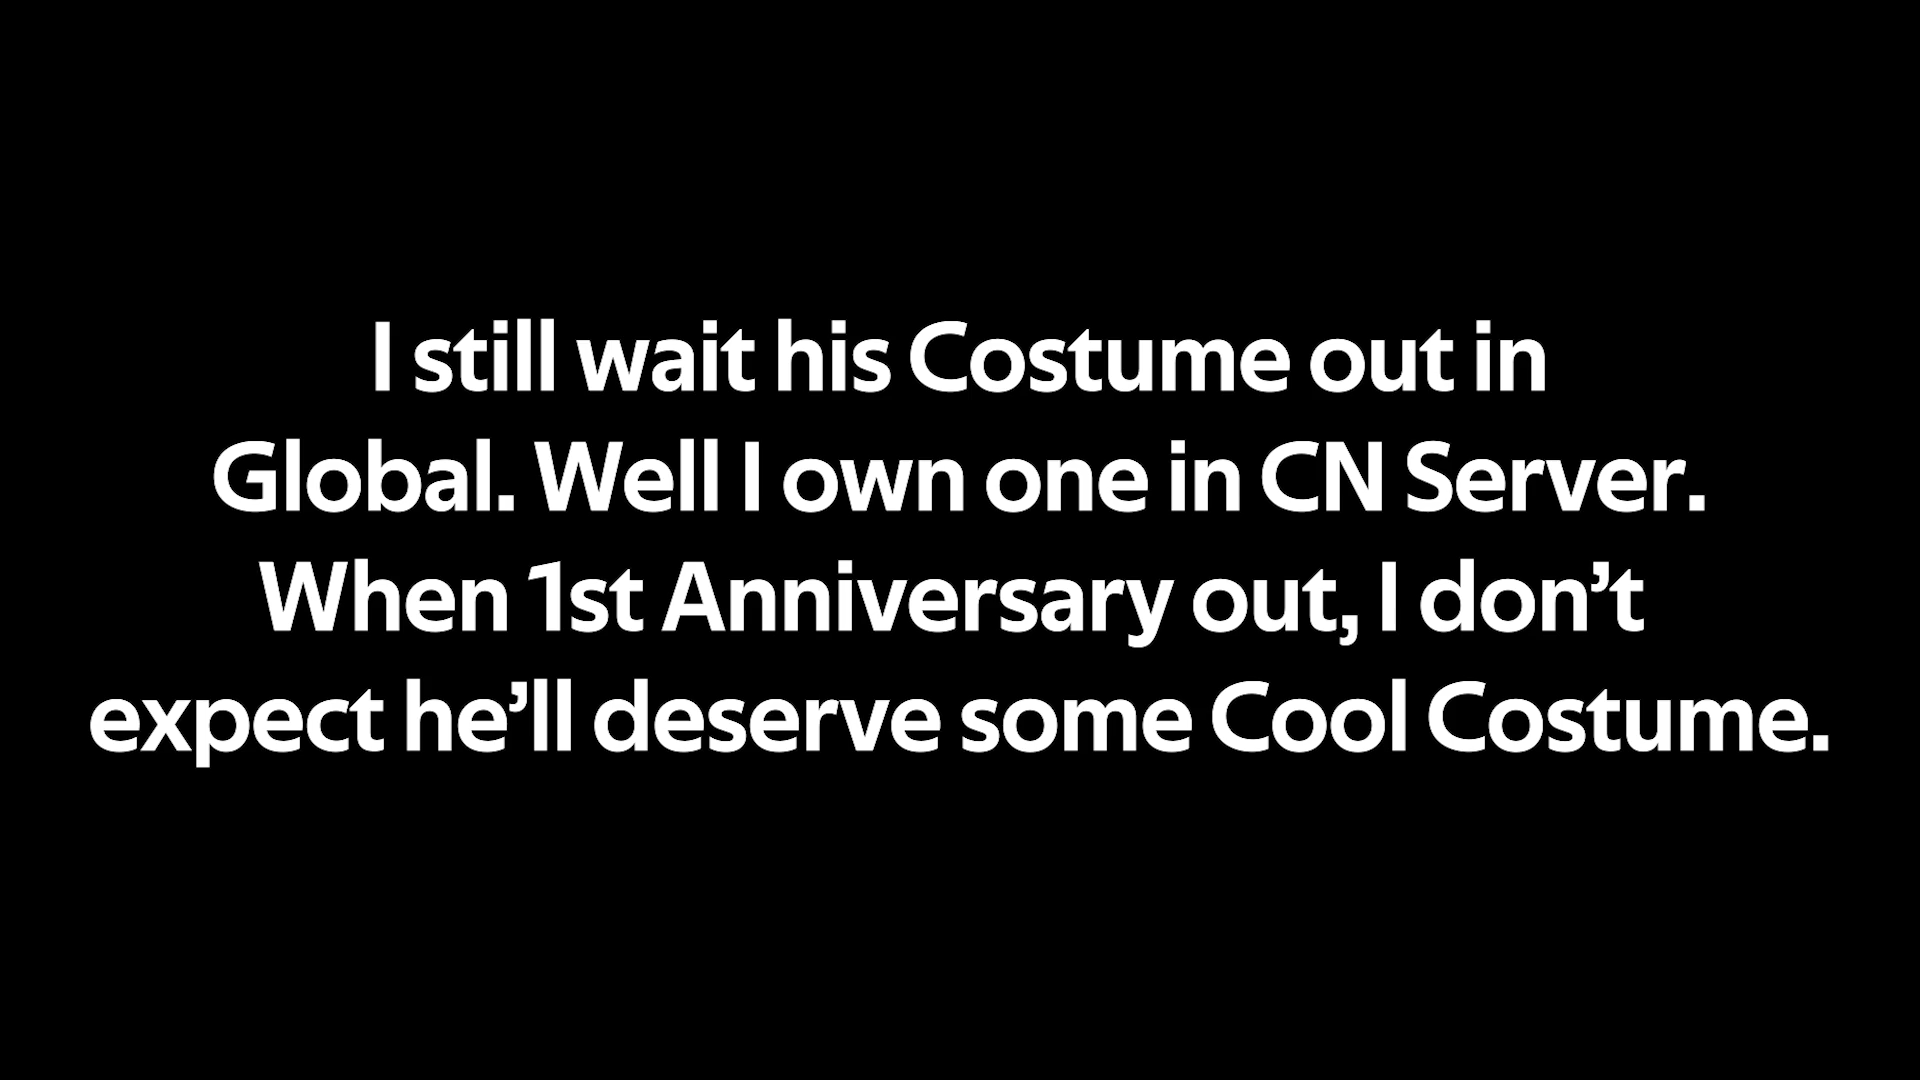 I still wait his Costume out in
Global. Well I own one in CN Server.
When 1st Anniversary out, I don’t
expect he’ll deserve some Cool Costume.